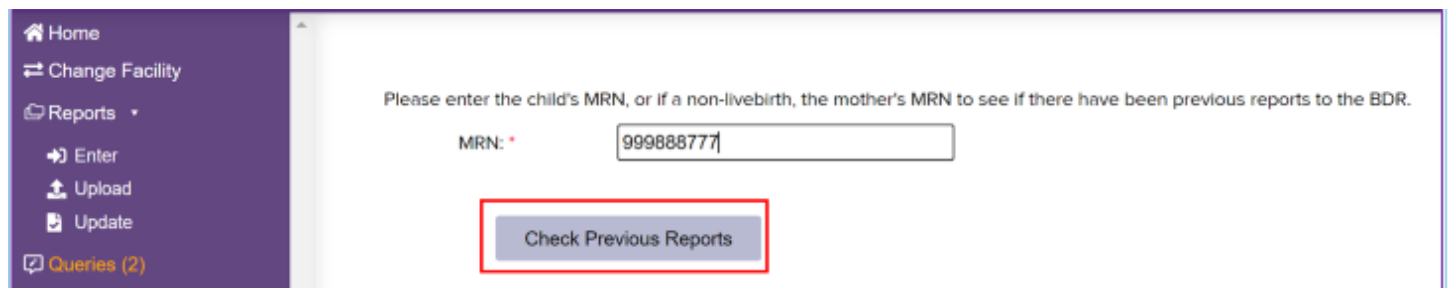 Home
Change Facility
Reports
Enter
Upload
Update
Queries (2)
Please enter the child's MRN, or if a non-livebirth, the mother's MRN to see if there have been previous reports to the BDR.
MRN: * 999888777
Check Previous Reports